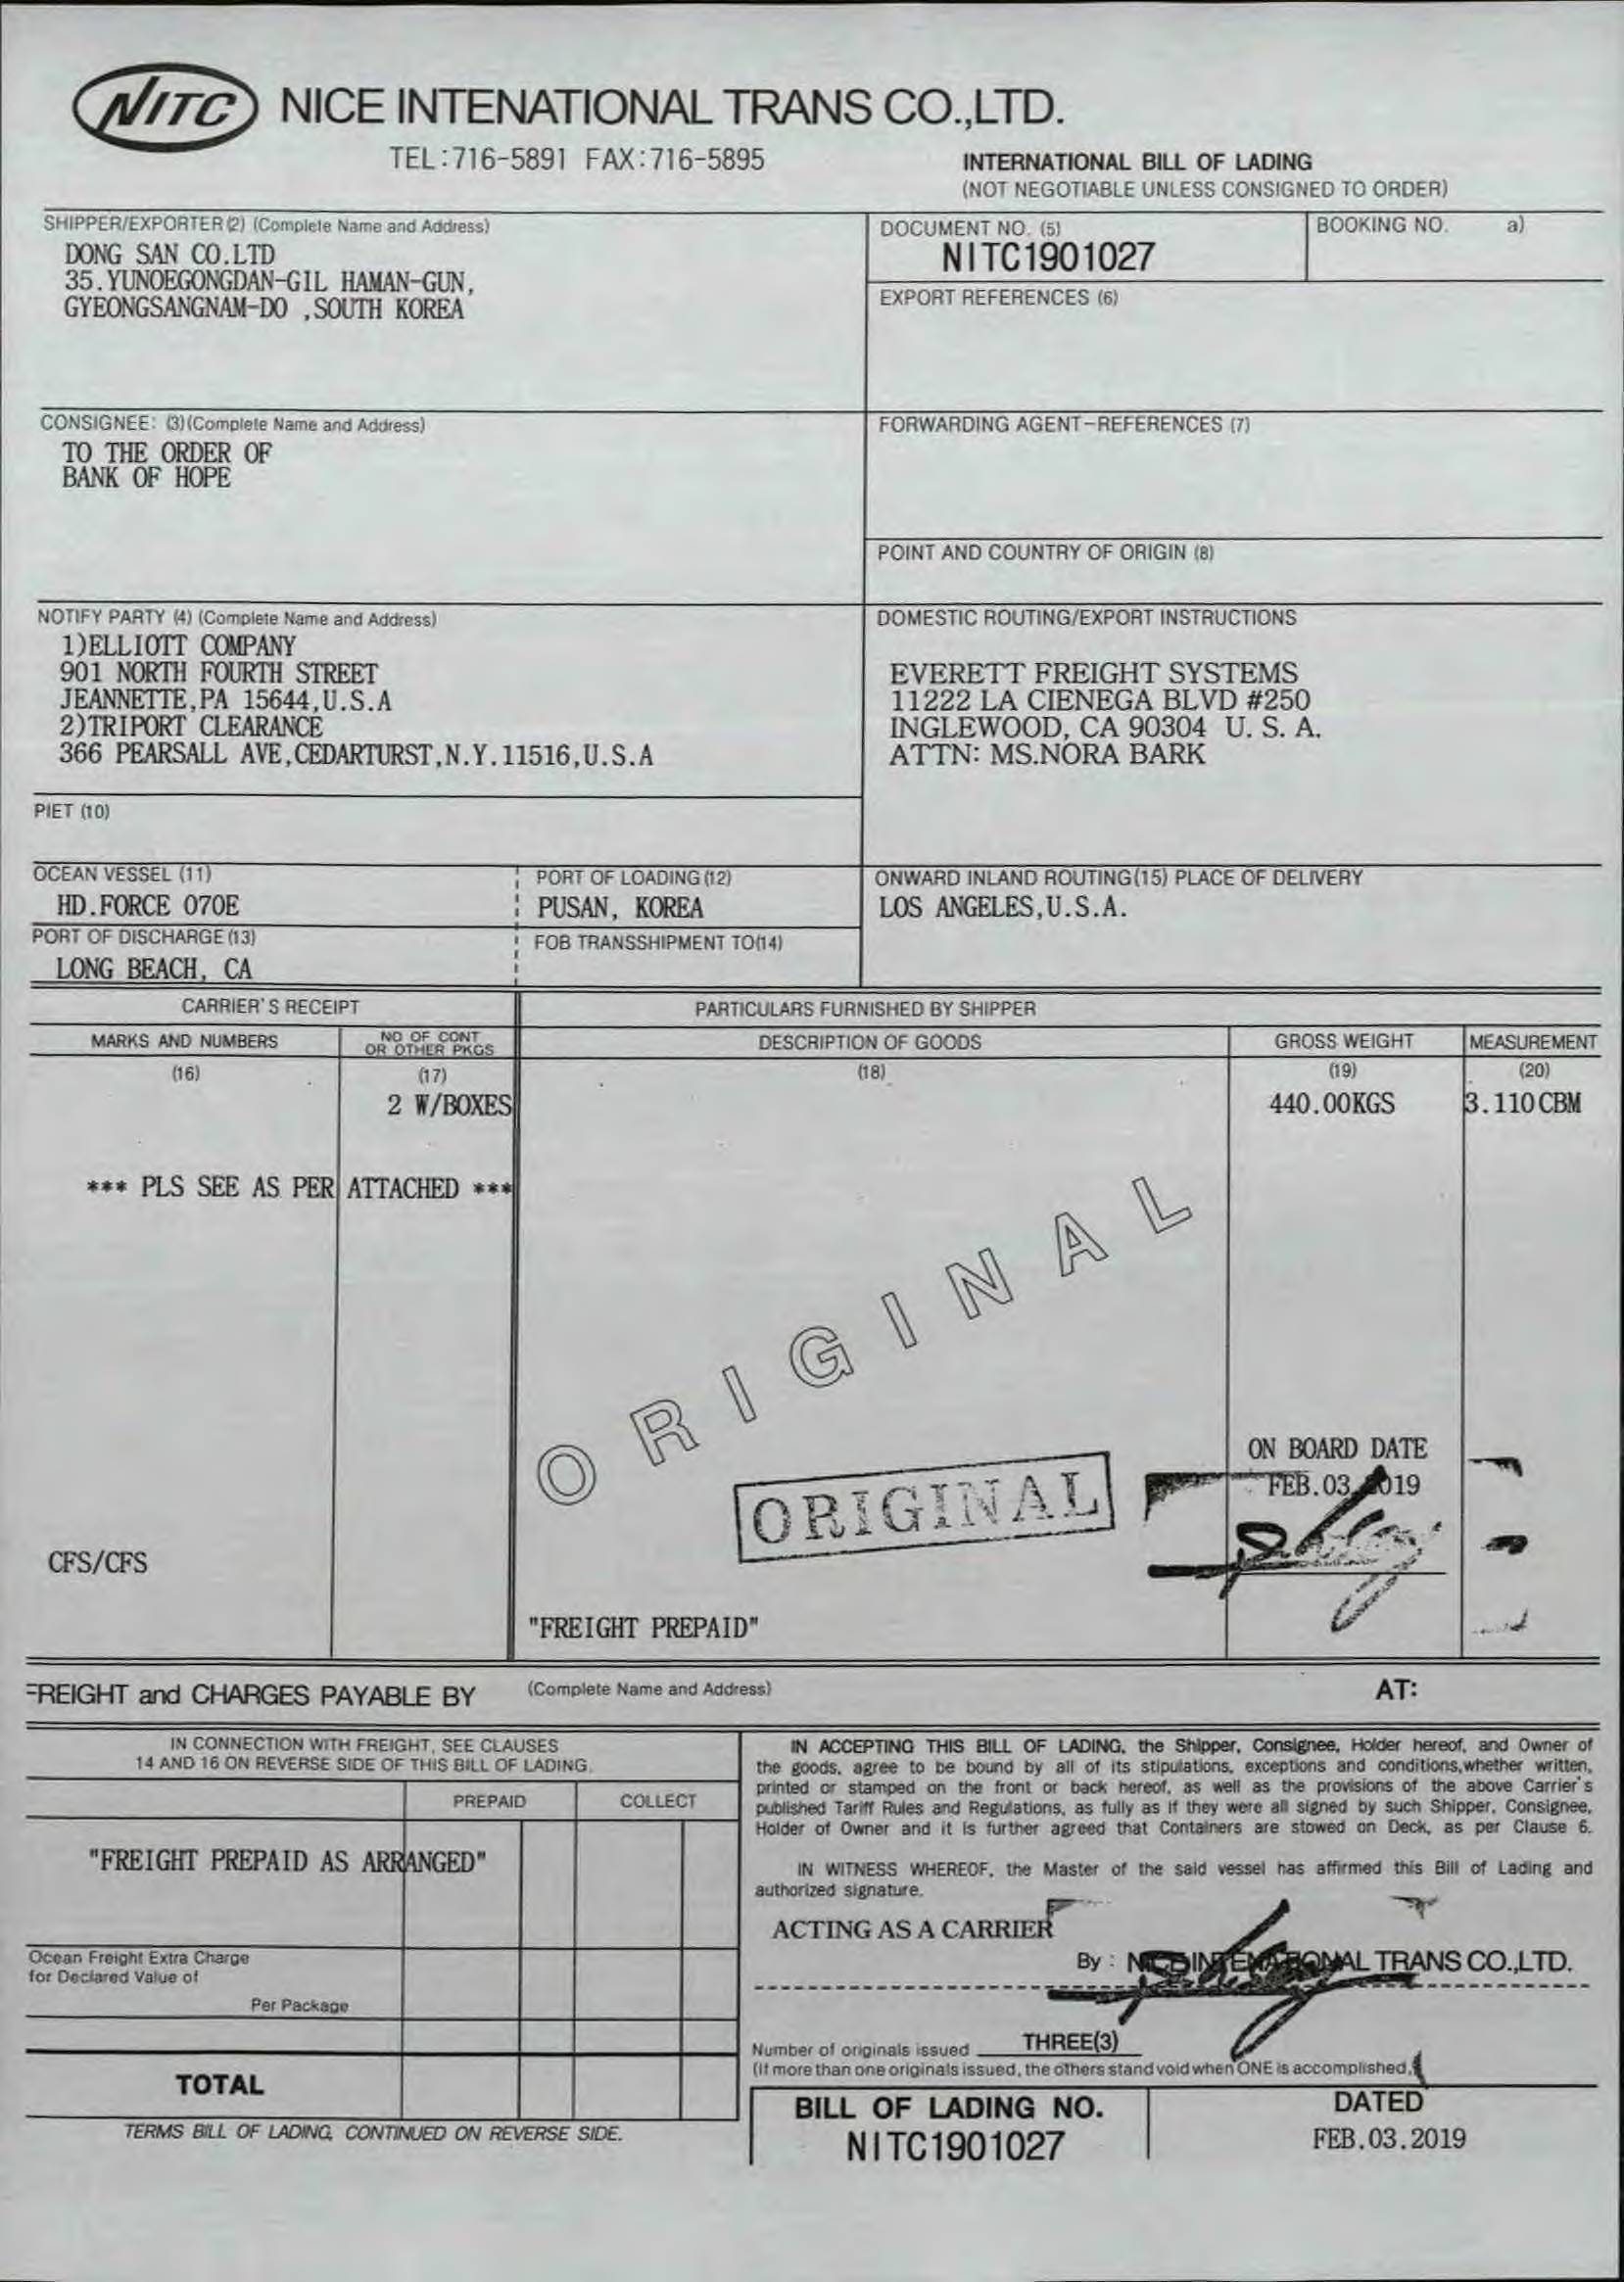 NITC NICE INTENATIONAL TRANS CO.,LTD.
TEL:716-5891 FAX:716-5895
INTERNATIONAL BILL OF LADING
(NOT NEGOTIABLE UNLESS CONSIGNED TO ORDER)
SHIPPER/EXPORTER (2) (Complete Name and Address)
DONG SAN CO.LTD
35.YUNOEGONGDAN-GIL HAMAN-GUN,
GYEONGSANGNAM-DO ,SOUTH KOREA
DOCUMENT NO. (5)
NITC1901027
BOOKING NO. a)
EXPORT REFERENCES (6)
CONSIGNEE: (3)(Complete Name and Address)
TO THE ORDER OF
BANK OF HOPE
FORWARDING AGENT-REFERENCES (7)
POINT AND COUNTRY OF ORIGIN (8)
NOTIFY PARTY (4) (Complete Name and Address)
1)ELLIOTT COMPANY
901 NORTH FOURTH STREET
JEANNETTE,PA 15644,U.S.A
2)TRIPORT CLEARANCE
366 PEARSALL AVE,CEDARTURST,N.Y.11516,U.S.A
DOMESTIC ROUTING/EXPORT INSTRUCTIONS
EVERETT FREIGHT SYSTEMS
11222 LA CIENEGA BLVD #250
INGLEWOOD, CA 90304 U. S. A.
ATTN: MS.NORA BARK
PIET (10)
OCEAN VESSEL (11)
HD.FORCE 070E
PORT OF LOADING (12)
PUSAN, KOREA
ONWARD INLAND ROUTING(15) PLACE OF DELIVERY
LOS ANGELES,U.S.A.
PORT OF DISCHARGE (13)
LONG BEACH, CA
FOB TRANSSHIPMENT TO(14)
CARRIER'S RECEIPT
PARTICULARS FURNISHED BY SHIPPER
MARKS AND NUMBERS
NO OF CONT
OR OTHER PKGS
DESCRIPTION OF GOODS
GROSS WEIGHT
MEASUREMENT
(16) (17) (18) (19) (20)
2 W/BOXES 440.00KGS 3.110CBM
*** PLS SEE AS PER ATTACHED ***
ORIGINAL
ORIGINAL
ON BOARD DATE
FEB.03.2019
CFS/CFS
"FREIGHT PREPAID"
FREIGHT and CHARGES PAYABLE BY (Complete Name and Address) AT:
IN CONNECTION WITH FREIGHT, SEE CLAUSES
14 AND 16 ON REVERSE SIDE OF THIS BILL OF LADING.
PREPAID COLLECT
"FREIGHT PREPAID AS ARRANGED"
Ocean Freight Extra Charge
for Declared Value of
Per Package
TOTAL
TERMS BILL OF LADING, CONTINUED ON REVERSE SIDE.
IN ACCEPTING THIS BILL OF LADING, the Shipper, Consignee, Holder hereof, and Owner of
the goods, agree to be bound by all of its stipulations, exceptions and conditions,whether written,
printed or stamped on the front or back hereof, as well as the provisions of the above Carrier's
published Tariff Rules and Regulations, as fully as if they were all signed by such Shipper, Consignee,
Holder of Owner and it is further agreed that Containers are stowed on Deck, as per Clause 6.
IN WITNESS WHEREOF, the Master of the said vessel has affirmed this Bill of Lading and
authorized signature.
ACTING AS A CARRIER
By : NICE INTENATIONAL TRANS CO.,LTD.
Number of originals issued THREE(3)
(If more than one originals issued, the others stand void when ONE is accomplished.)
BILL OF LADING NO.
NITC1901027
DATED
FEB.03.2019